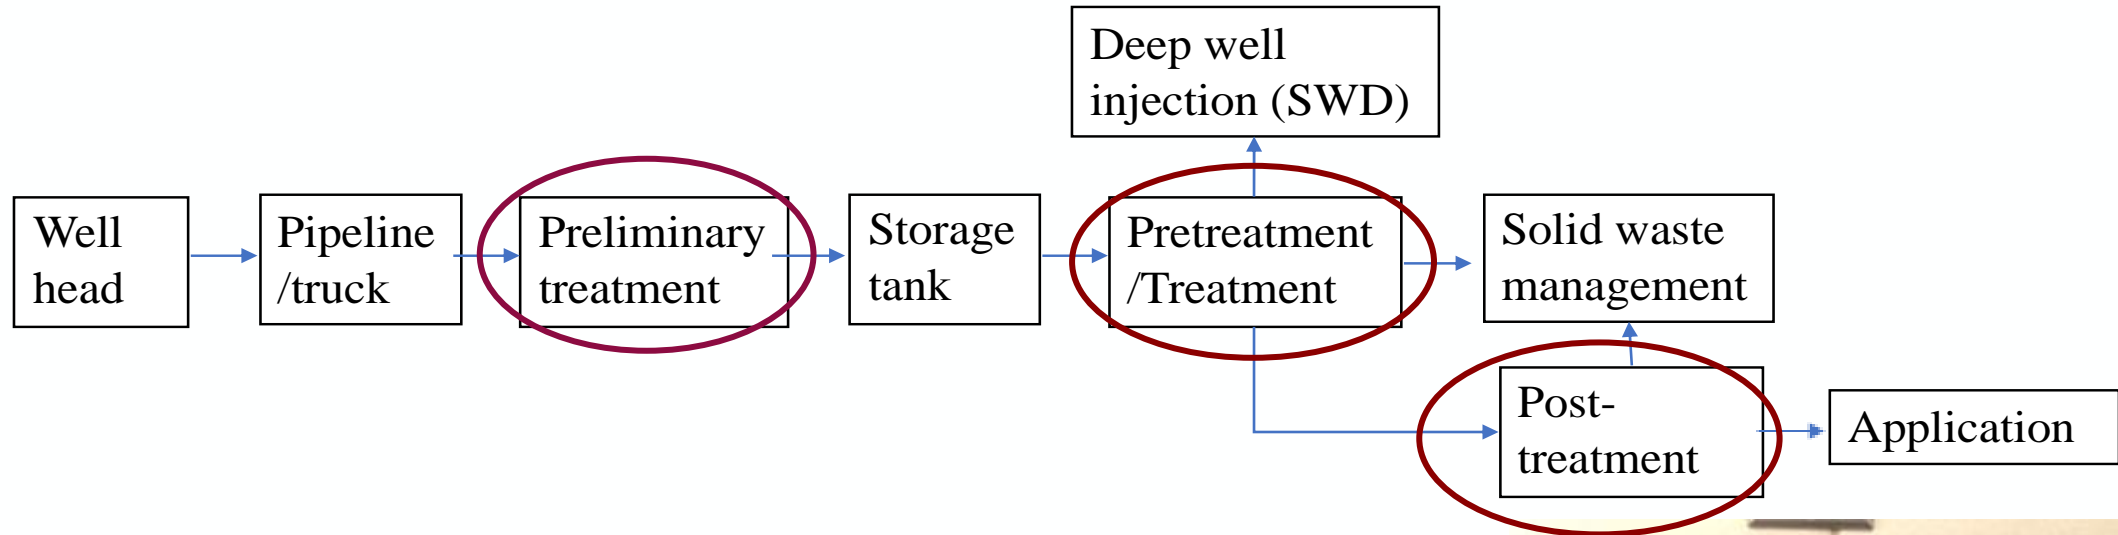 Deep well
injection (SWD)
Well
head
Pipeline
/truck
Preliminary
treatment
Storage
tank
Pretreatment
/Treatment
Solid waste
management
Post-
treatment
Application